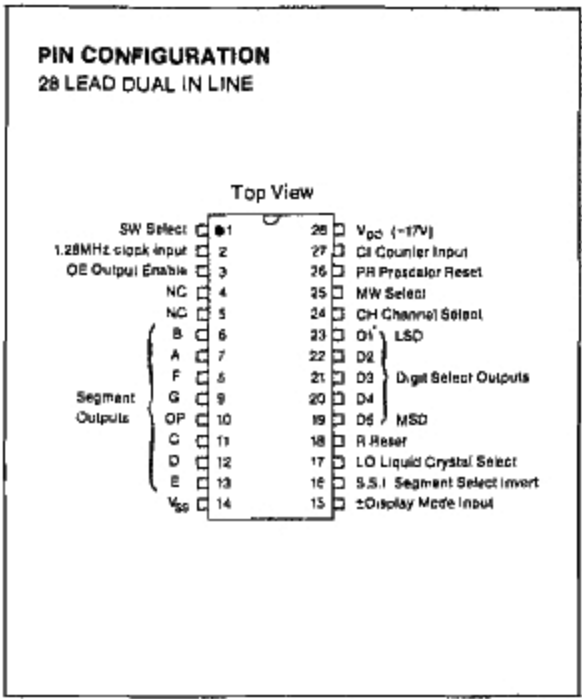 PIN CONFIGURATION
28 LEAD DUAL IN LINE
Top View
SW Select 1 28 VDD (-17V)
1.28MHz clock input 2 27 CI Counter Input
OE Output Enable 3 26 PR Prescalor Reset
NC 4 25 MW Select
NC 5 24 CH Channel Select
B 6 23 D1 LSD
A 7 22 D2
F 8 21 D3 Digit Select Outputs
G 9 20 D4
Segment Outputs
DP 10 19 D5 MSD
C 11 18 R Reset
D 12 17 LO Liquid Crystal Select
E 13 16 S.S.I Segment Select Invert
VSS 14 15 ±Display Mode Input